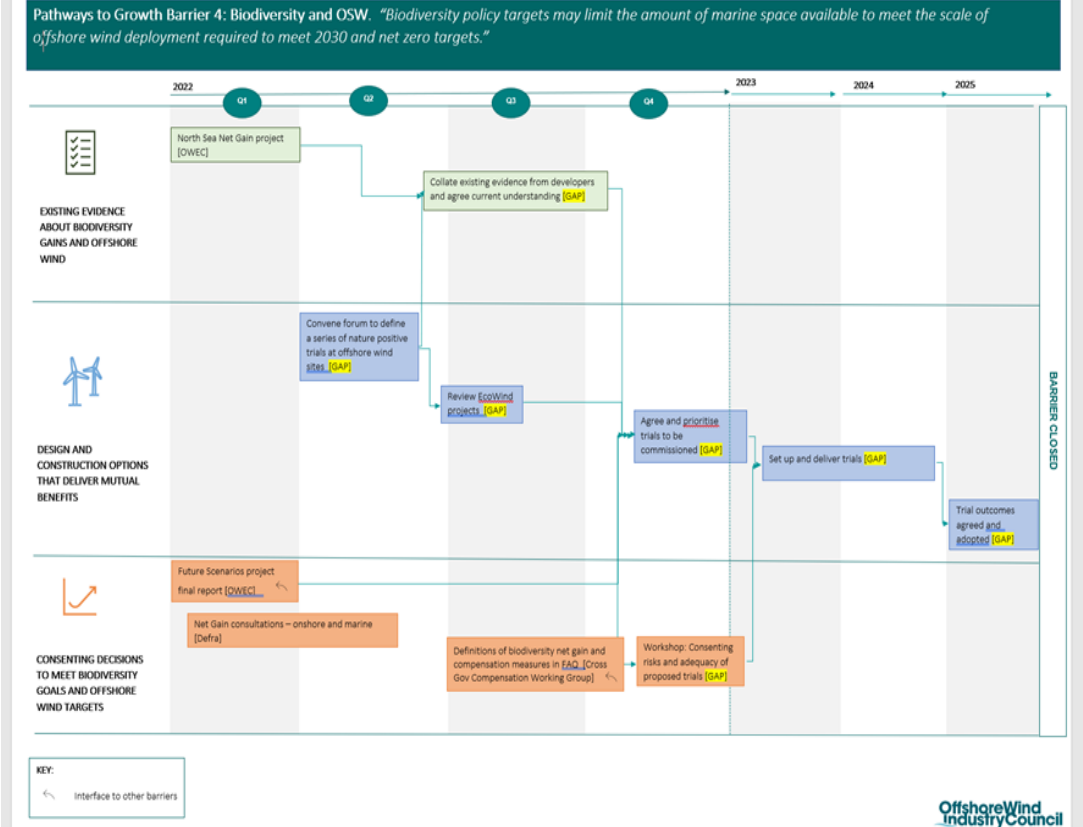 Pathways to Growth Barrier 4: Biodiversity and OSW. “Biodiversity policy targets may limit the amount of marine space available to meet the scale of
offshore wind deployment required to meet 2030 and net zero targets.”
2022
Q1
Q2
Q3
Q4
2023
2024
2025
EXISTING EVIDENCE
ABOUT BIODIVERSITY
GAINS AND OFFSHORE
WIND
North Sea Net Gain project
[OWEC]
Collate existing evidence from developers
and agree current understanding [GAP]
DESIGN AND
CONSTRUCTION OPTIONS
THAT DELIVER MUTUAL
BENEFITS
Convene forum to define
a series of nature positive
trials at offshore wind
sites [GAP]
Review EcoWind
projects [GAP]
Agree and prioritise
trials to be
commissioned [GAP]
Set up and deliver trials [GAP]
Trial outcomes
agreed and
adopted [GAP]
CONSENTING DECISIONS
TO MEET BIODIVERSITY
GOALS AND OFFSHORE
WIND TARGETS
Future Scenarios project
final report [OWEC]
Net Gain consultations – onshore and marine
[Defra]
Definitions of biodiversity net gain and
compensation measures in FAQ [Cross
Gov Compensation Working Group]
Workshop: Consenting
risks and adequacy of
proposed trials [GAP]
BARRIER CLOSED
KEY:
Interface to other barriers
OffshoreWind
IndustryCouncil